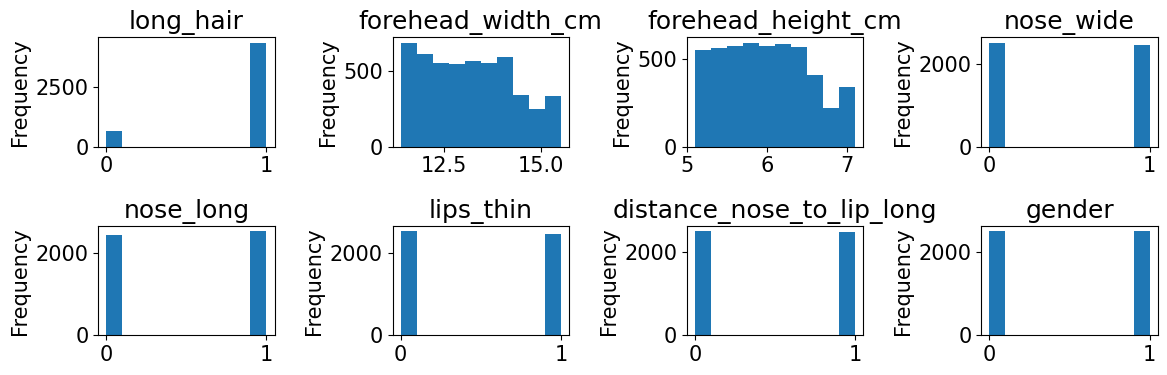 long_hair
Frequency
2500
0
0 1
forehead_width_cm
500
0
12.5 15.0
forehead_height_cm
Frequency
500
0
5 6 7
nose_wide
Frequency
2000
0
0 1
nose_long
Frequency
2000
0
0 1
lips_thin
Frequency
2000
0
0 1
distance_nose_to_lip_long
Frequency
2000
0
0 1
gender
Frequency
2000
0
0 1